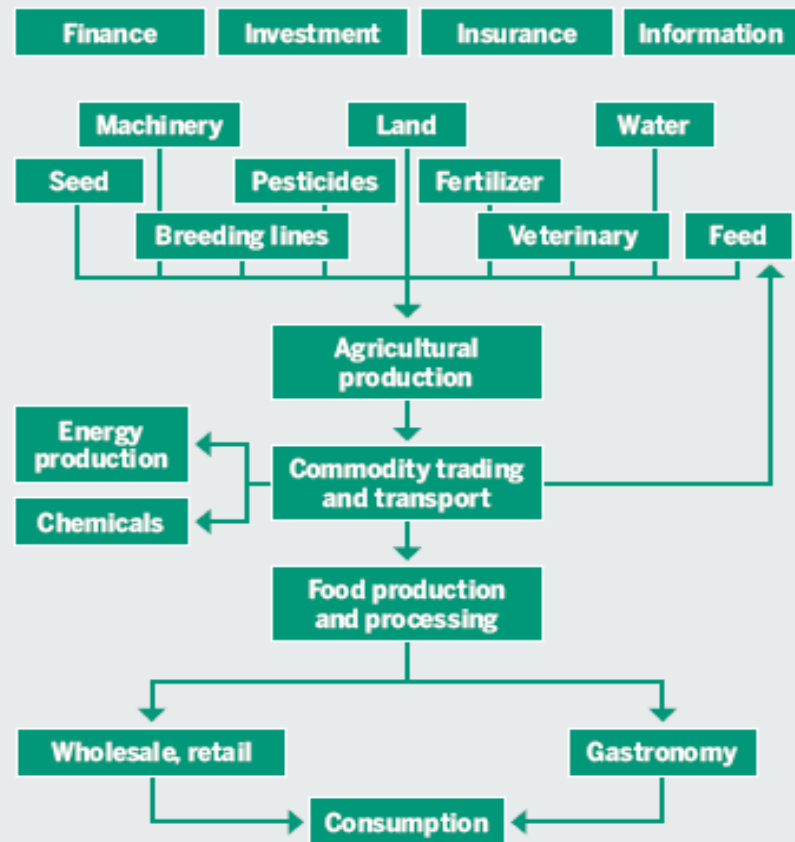 Finance
Investment
Insurance
Information
Machinery
Land
Water
Seed
Pesticides
Fertilizer
Breeding lines
Veterinary
Feed
Agricultural
production
Energy
production
Commodity trading
and transport
Chemicals
Food production
and processing
Wholesale, retail
Gastronomy
Consumption